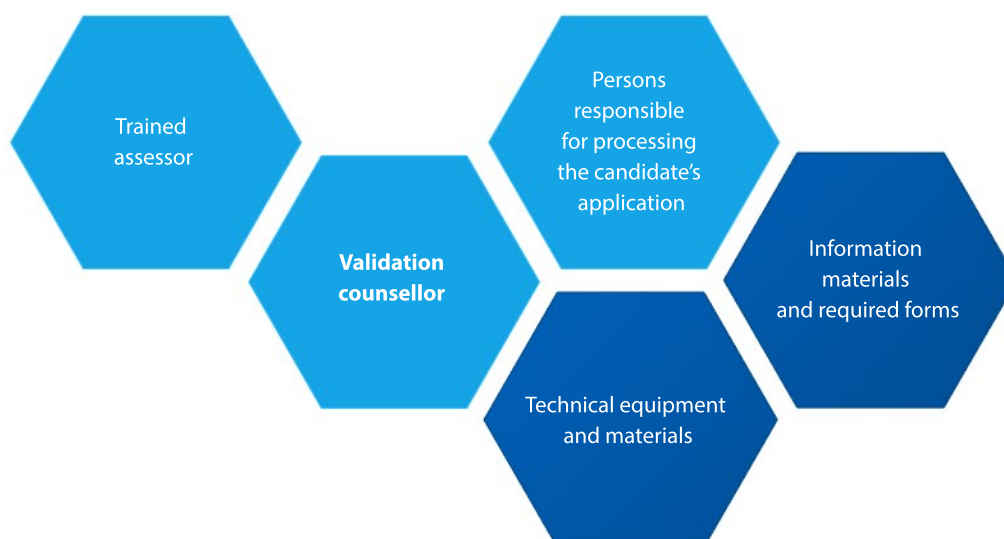 Trained
assessor
Validation
counsellor
Persons
responsible
for processing
the candidate's
application
Information
materials
and required forms
Technical equipment
and materials